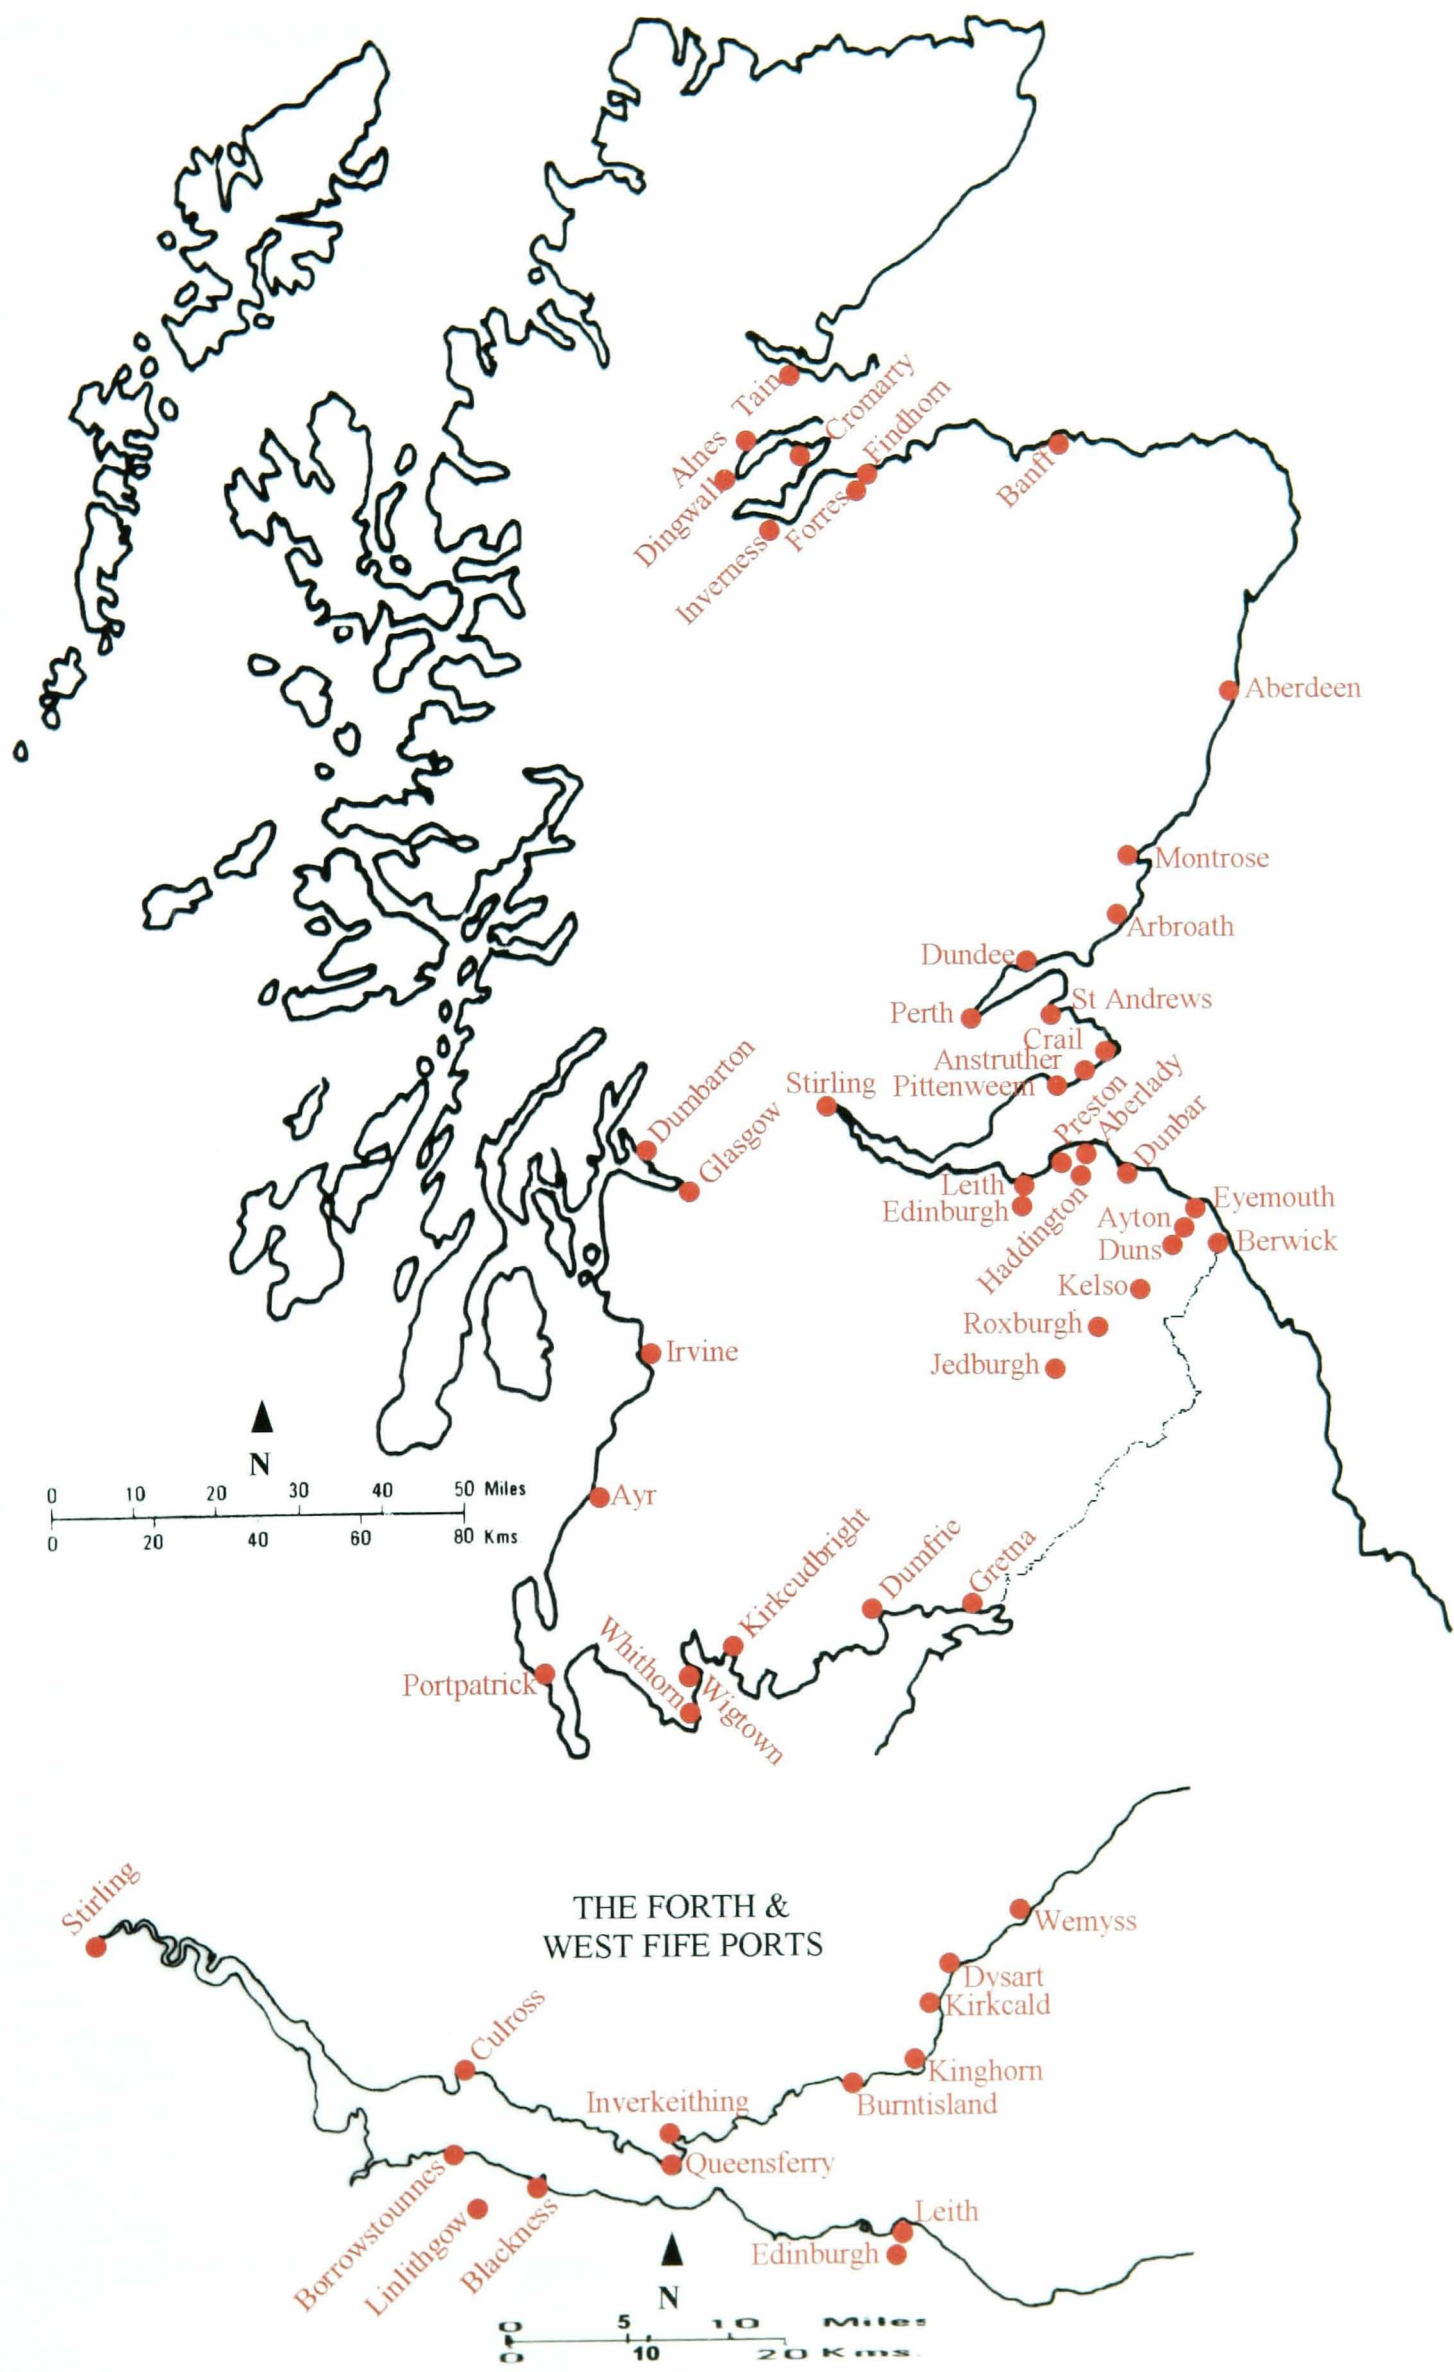 Tain
Cromarty
Findhorn
Alnes
Dingwall
Inverness
Forres
Banff
Aberdeen
Montrose
Arbroath
Dundee
Perth
St Andrews
Crail
Anstruther
Pittenweem
Stirling
Dumbarton
Glasgow
Preston
Aberlady
Dunbar
Leith
Edinburgh
Haddington
Eyemouth
Ayton
Duns
Berwick
Kelso
Roxburgh
Jedburgh
Irvine
N
0 10 20 30 40 50 Miles
0 20 40 60 80 Kms
Ayr
Kirkcudbright
Dumfrie
Gretna
Whithorn
Wigtown
Portpatrick
THE FORTH &
WEST FIFE PORTS
Stirling
Wemyss
Dysart
Kirkcald
Culross
Kinghorn
Inverkeithing
Burntisland
Queensferry
Borrowstounnes
Linlithgow
Blackness
Leith
Edinburgh
N
0 5 10 Miles
0 10 20 Kms.